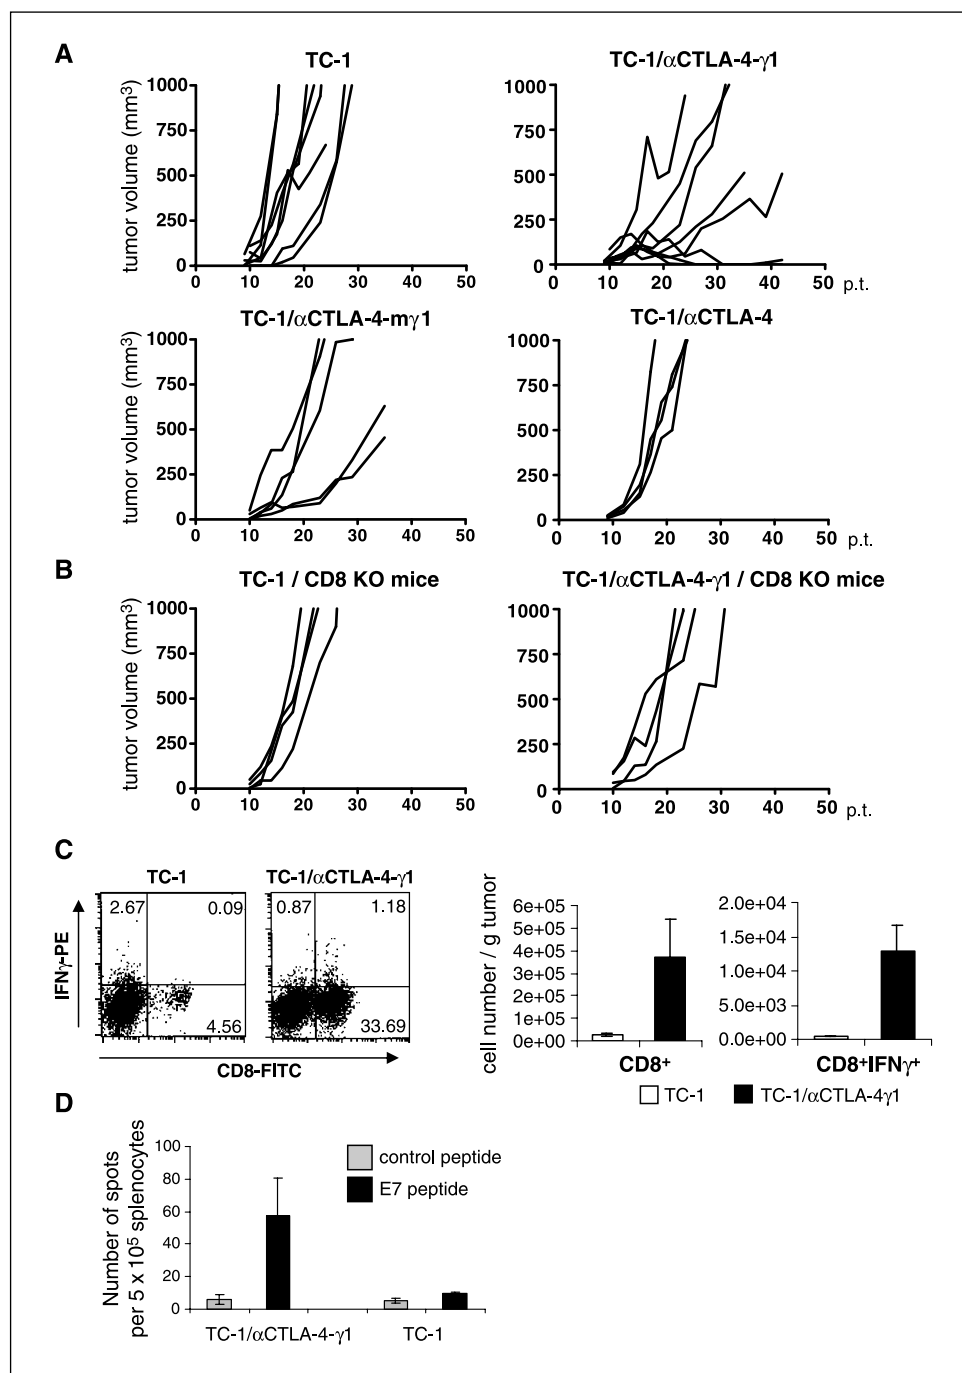 A
TC-1
TC-1/αCTLA-4-γ1
tumor volume (mm³)
1000
750
500
250
0
0 10 20 30 40 50
1000
750
500
250
0
0 10 20 30 40 50 p.t.
TC-1/αCTLA-4-mγ1
TC-1/αCTLA-4
tumor volume (mm³)
1000
750
500
250
0
0 10 20 30 40 50
1000
750
500
250
0
0 10 20 30 40 50 p.t.
B
TC-1 / CD8 KO mice
TC-1/αCTLA-4-γ1 / CD8 KO mice
tumor volume (mm³)
1000
750
500
250
0
0 10 20 30 40 50
1000
750
500
250
0
0 10 20 30 40 50 p.t.
C
TC-1
TC-1/αCTLA-4-γ1
IFNγ-PE
2.67 0.09
4.56
0.87 1.18
33.69
CD8-FITC
cell number / g tumor
6e+05
5e+05
4e+05
3e+05
2e+05
1e+05
0e+00
CD8⁺
2.0e+04
1.5e+04
1.0e+04
5.0e+03
0.0e+00
CD8⁺IFNγ⁺
TC-1 TC-1/αCTLA-4γ1
D
Number of spots
per 5 x 10⁵ splenocytes
100
80
60
40
20
0
control peptide
E7 peptide
TC-1/αCTLA-4-γ1 TC-1